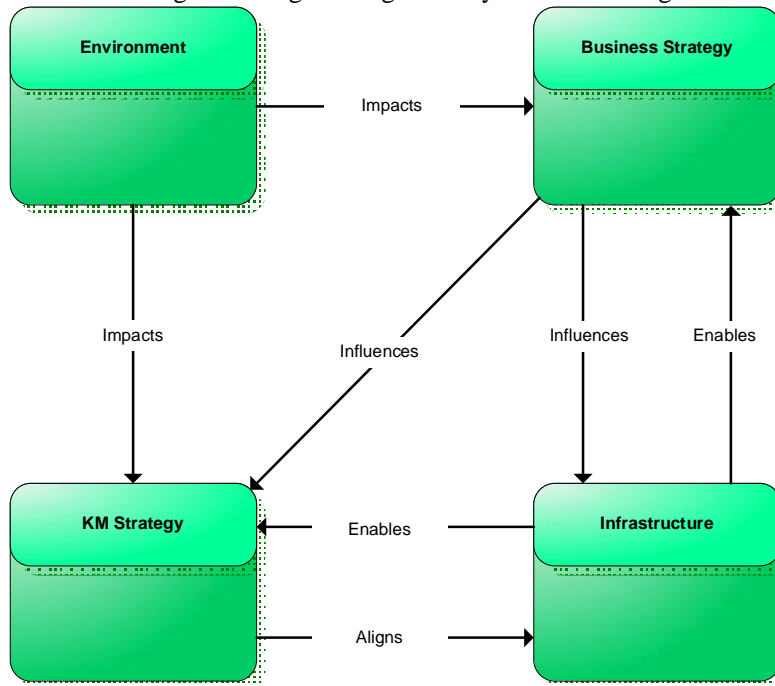 Environment
Business Strategy
Impacts
Impacts
Influences
Influences
Enables
KM Strategy
Enables
Infrastructure
Aligns